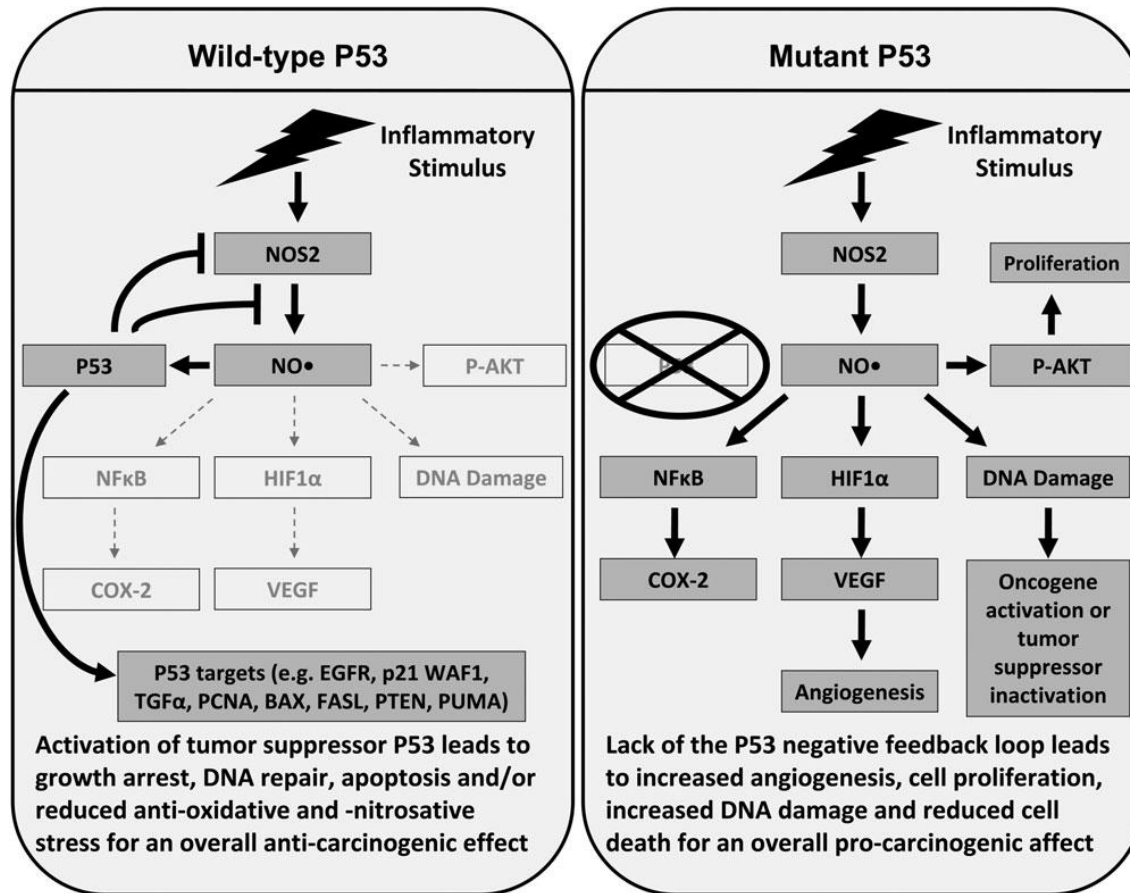 Wild-type P53
Inflammatory
Stimulus
NOS2
P53
NO•
P-AKT
NFκB
HIF1α
DNA Damage
COX-2
VEGF
P53 targets (e.g. EGFR, p21 WAF1,
TGFα, PCNA, BAX, FASL, PTEN, PUMA)
Activation of tumor suppressor P53 leads to
growth arrest, DNA repair, apoptosis and/or
reduced anti-oxidative and -nitrosative
stress for an overall anti-carcinogenic effect
Mutant P53
Inflammatory
Stimulus
NOS2
Proliferation
NO•
P-AKT
NFκB
HIF1α
DNA Damage
COX-2
VEGF
Oncogene
activation or
tumor
suppressor
inactivation
Angiogenesis
Lack of the P53 negative feedback loop leads
to increased angiogenesis, cell proliferation,
increased DNA damage and reduced cell
death for an overall pro-carcinogenic affect